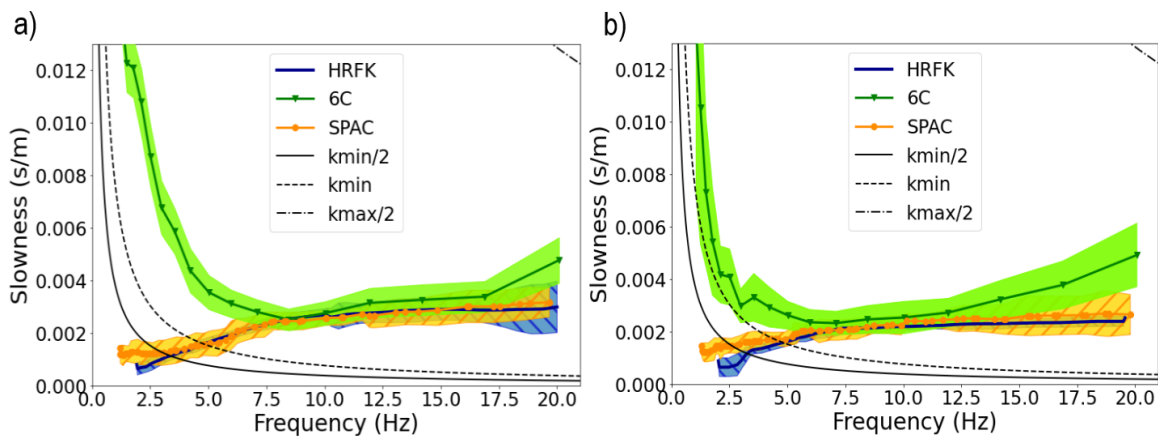 a)
0.012
0.010
0.008
0.006
0.004
0.002
0.000
Slowness (s/m)
HRFK
6C
SPAC
kmin/2
kmin
kmax/2
0.0 2.5 5.0 7.5 10.0 12.5 15.0 17.5 20.0
Frequency (Hz)
b)
0.012
0.010
0.008
0.006
0.004
0.002
0.000
Slowness (s/m)
HRFK
6C
SPAC
kmin/2
kmin
kmax/2
0.0 2.5 5.0 7.5 10.0 12.5 15.0 17.5 20.0
Frequency (Hz)